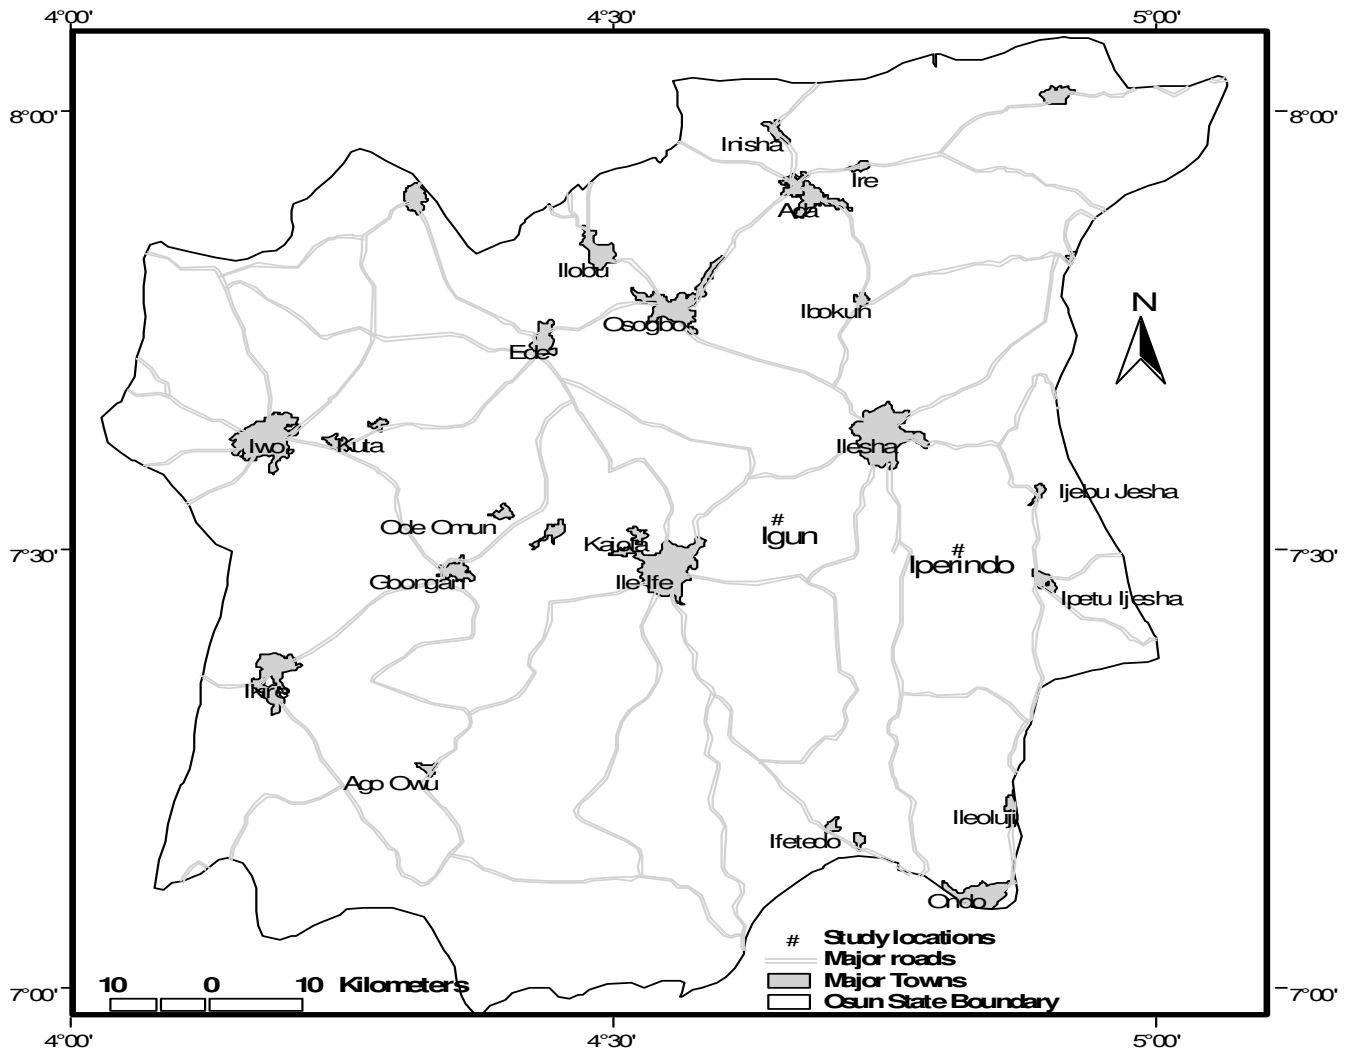 4°00' 4°30' 5°00'
8°00' 8°00'
Inisha
Ire
Ada
Ilobu
Ibokun
Osogbo
N
Ede
Iwo Kuta Ilesha
Ijebu Jesha
Ode Omun
#
Igun
Kajola
#
7°30' 7°30'
Iperindo
Gbongan Ile-Ife
Ipetu Ijesha
Ikire
Ago Owu
Ileoluji
Ifetedo
Ondo
# Study locations
Major roads
10 0 10 Kilometers Major Towns
7°00' Osun State Boundary 7°00'
4°00' 4°30' 5°00'